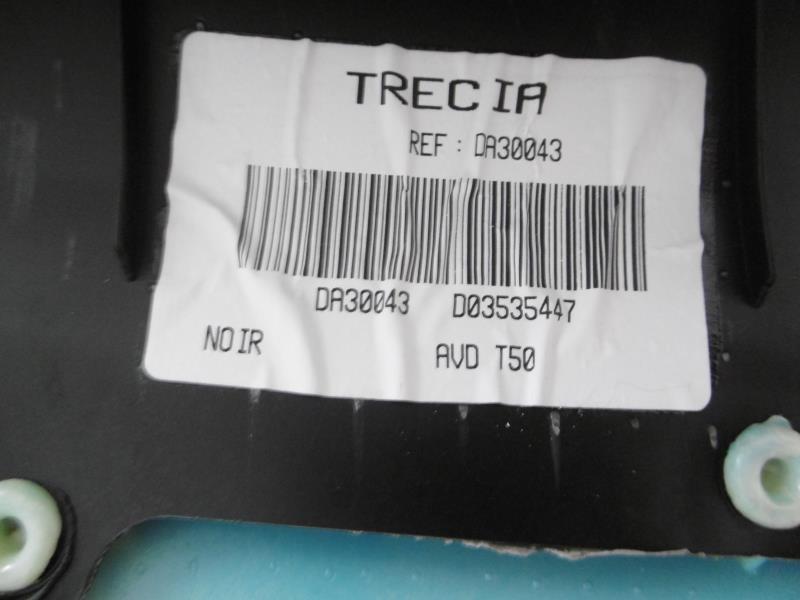 TRECIA
REF : DA30043
DA30043 D03535447
NOIR AVD T50